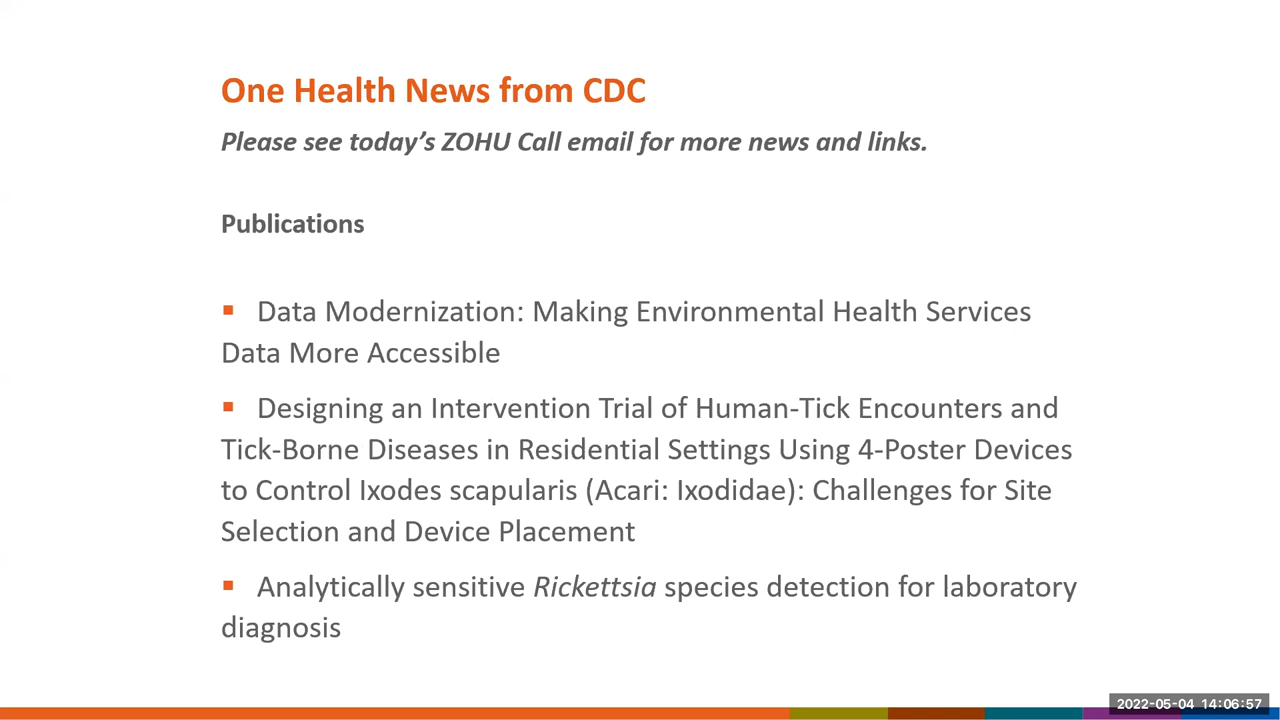 One Health News from CDC
Please see today’s ZOHU Call email for more news and links.
Publications
▪ Data Modernization: Making Environmental Health Services
Data More Accessible
▪ Designing an Intervention Trial of Human-Tick Encounters and
Tick-Borne Diseases in Residential Settings Using 4-Poster Devices
to Control Ixodes scapularis (Acari: Ixodidae): Challenges for Site
Selection and Device Placement
▪ Analytically sensitive Rickettsia species detection for laboratory
diagnosis
2022-05-04 14:06:57